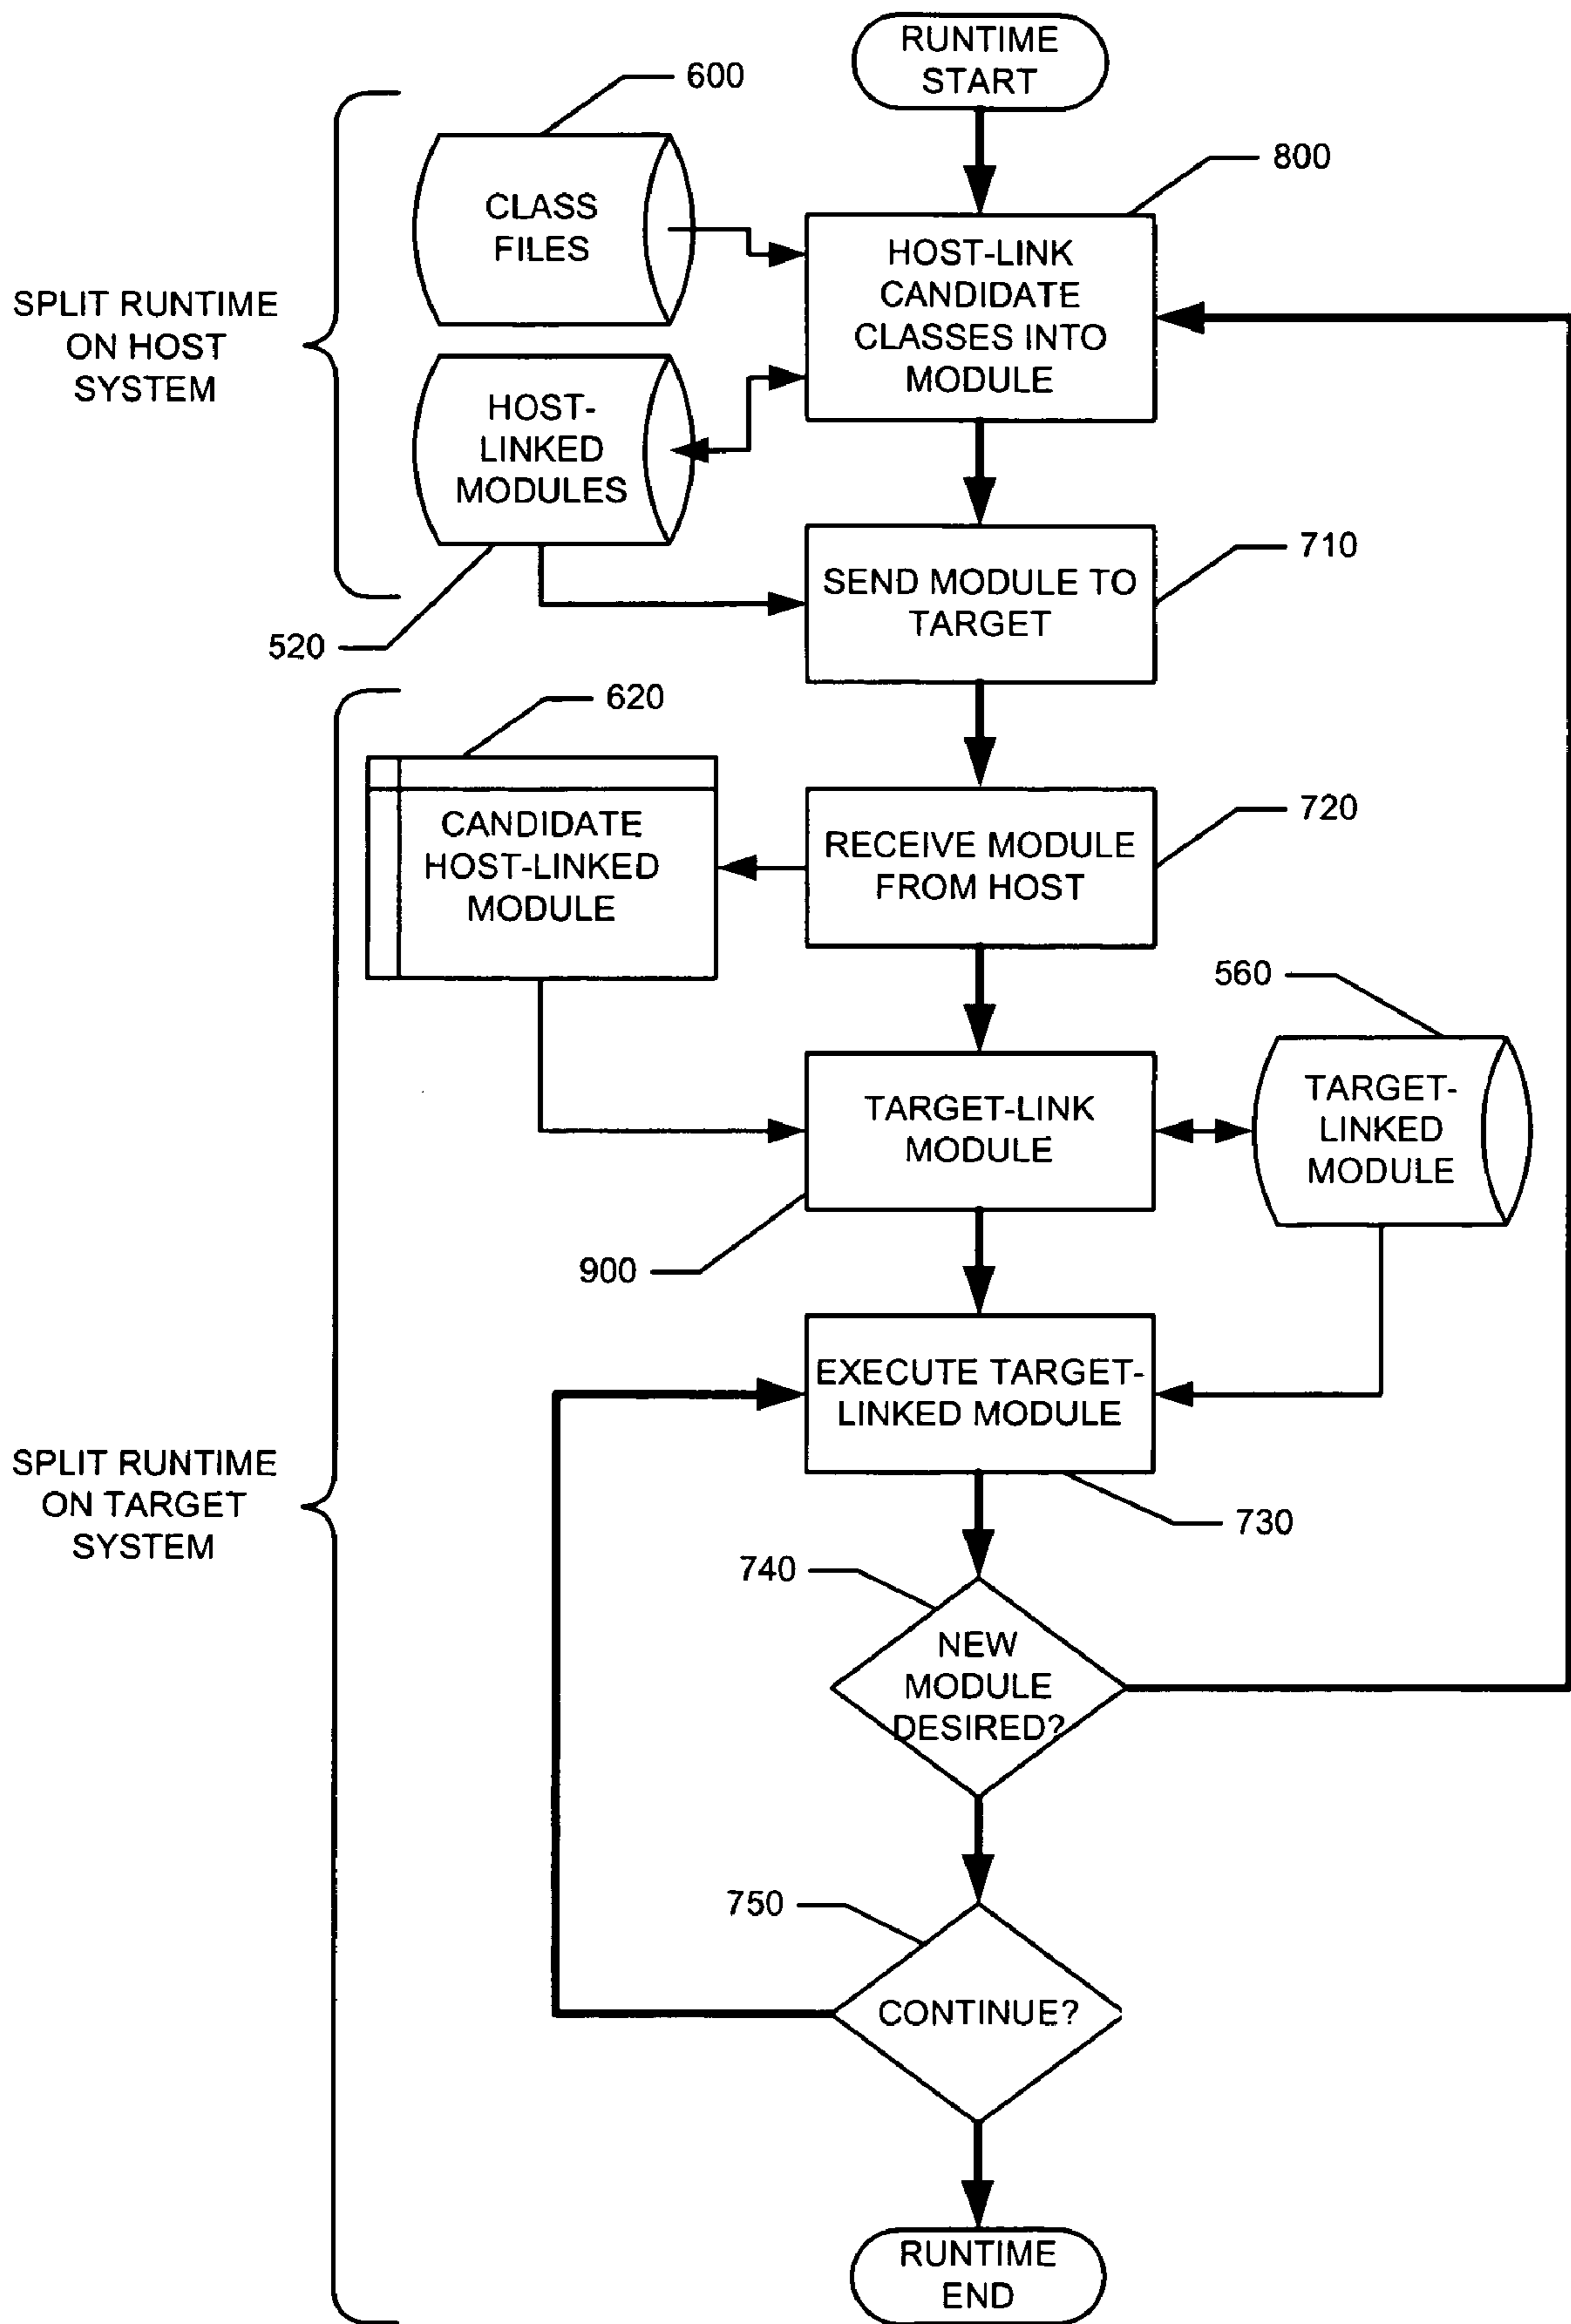 RUNTIME
START
600
800
CLASS
FILES
HOST-LINK
CANDIDATE
CLASSES INTO
MODULE
SPLIT RUNTIME
ON HOST
SYSTEM
HOST-
LINKED
MODULES
710
SEND MODULE TO
TARGET
520
620
CANDIDATE
HOST-LINKED
MODULE
720
RECEIVE MODULE
FROM HOST
560
TARGET-LINK
MODULE
TARGET-
LINKED
MODULE
900
EXECUTE TARGET-
LINKED MODULE
SPLIT RUNTIME
ON TARGET
SYSTEM
730
740
NEW
MODULE
DESIRED?
750
CONTINUE?
RUNTIME
END